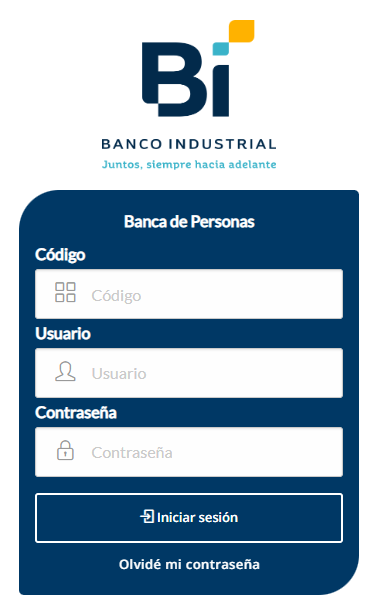 Bi
BANCO INDUSTRIAL
Juntos, siempre hacia adelante
Banca de Personas
Código
Código
Usuario
Usuario
Contraseña
Contraseña
Iniciar sesión
Olvidé mi contraseña